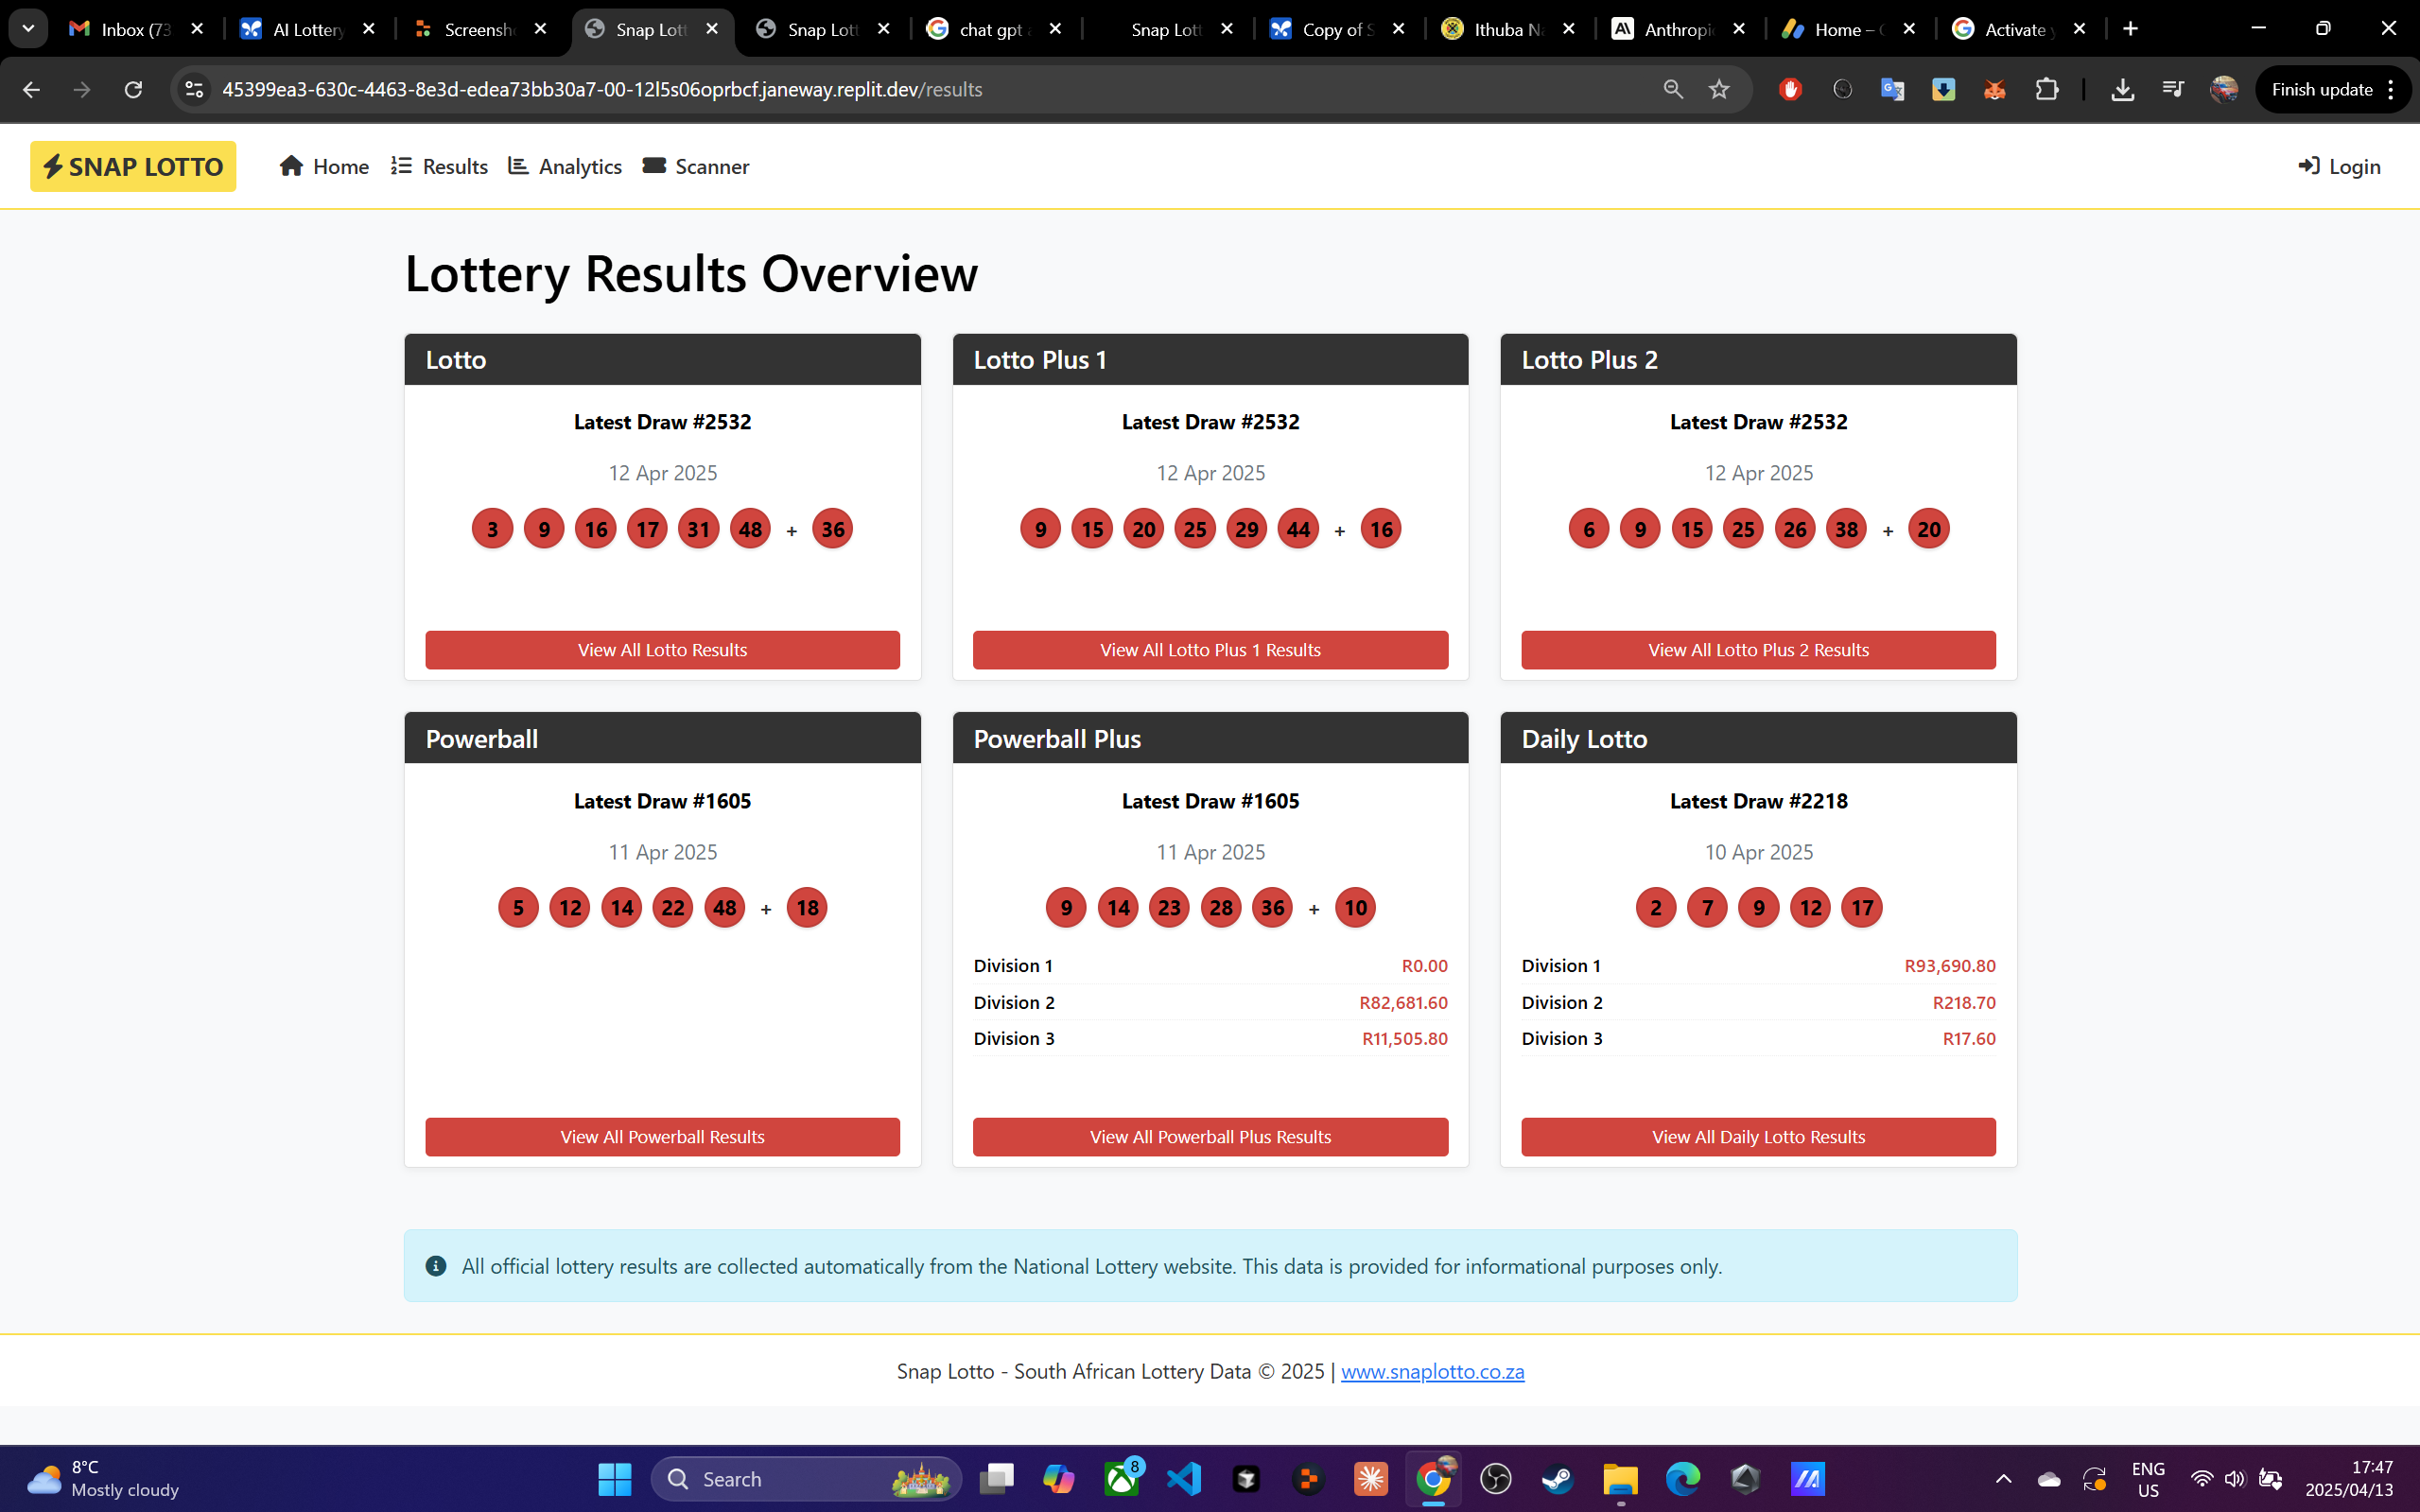 Inbox (73
AI Lottery
Screensh
Snap Lott
Snap Lott
chat gpt
Snap Lott
Copy of S
Ithuba Na
Anthropic
Home –
Activate
45399ea3-630c-4463-8e3d-edea73bb30a7-00-12l5s06oprbcf.janeway.replit.dev/results
Finish update
SNAP LOTTO
Home
Results
Analytics
Scanner
Login
Lottery Results Overview
Lotto
Latest Draw #2532
12 Apr 2025
3 9 16 17 31 48 + 36
View All Lotto Results
Lotto Plus 1
Latest Draw #2532
12 Apr 2025
9 15 20 25 29 44 + 16
View All Lotto Plus 1 Results
Lotto Plus 2
Latest Draw #2532
12 Apr 2025
6 9 15 25 26 38 + 20
View All Lotto Plus 2 Results
Powerball
Latest Draw #1605
11 Apr 2025
5 12 14 22 48 + 18
View All Powerball Results
Powerball Plus
Latest Draw #1605
11 Apr 2025
9 14 23 28 36 + 10
Division 1 R0.00
Division 2 R82,681.60
Division 3 R11,505.80
View All Powerball Plus Results
Daily Lotto
Latest Draw #2218
10 Apr 2025
2 7 9 12 17
Division 1 R93,690.80
Division 2 R218.70
Division 3 R17.60
View All Daily Lotto Results
All official lottery results are collected automatically from the National Lottery website. This data is provided for informational purposes only.
Snap Lotto - South African Lottery Data © 2025 | www.snaplotto.co.za
8°C
Mostly cloudy
Search
8
ENG
US
17:47
2025/04/13